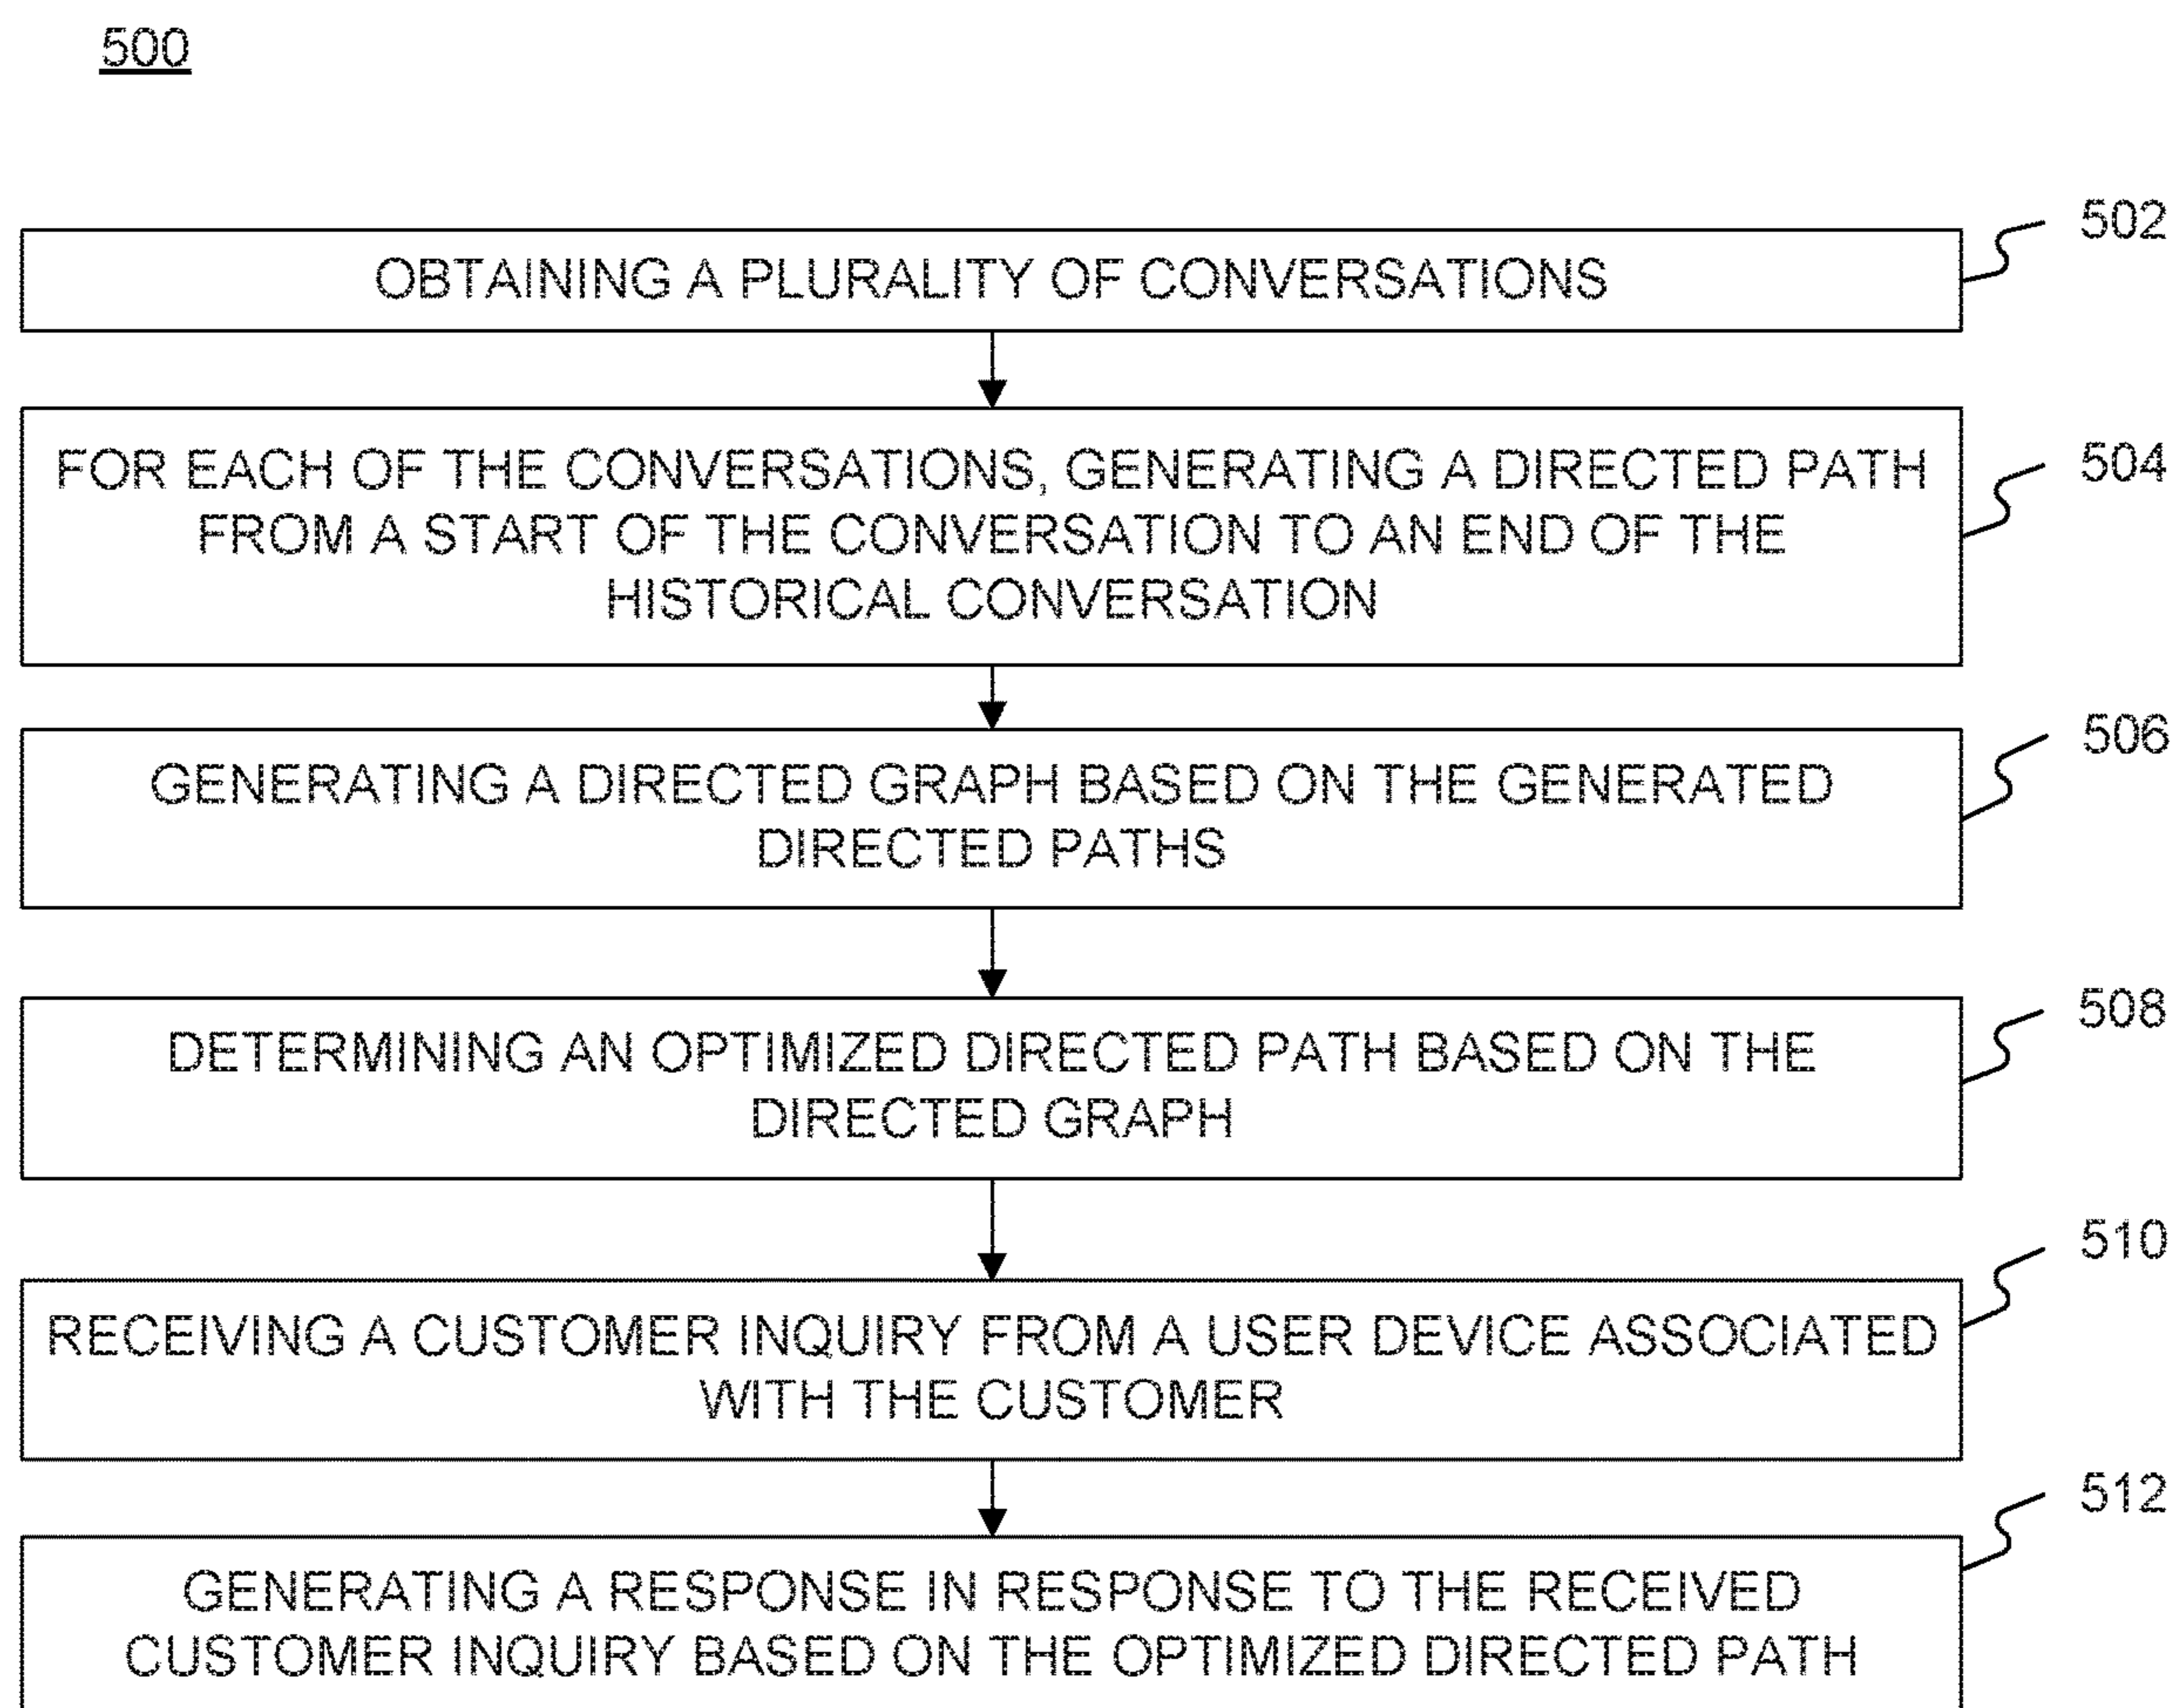 500
502
OBTAINING A PLURALITY OF CONVERSATIONS
504
FOR EACH OF THE CONVERSATIONS, GENERATING A DIRECTED PATH
FROM A START OF THE CONVERSATION TO AN END OF THE
HISTORICAL CONVERSATION
506
GENERATING A DIRECTED GRAPH BASED ON THE GENERATED
DIRECTED PATHS
508
DETERMINING AN OPTIMIZED DIRECTED PATH BASED ON THE
DIRECTED GRAPH
510
RECEIVING A CUSTOMER INQUIRY FROM A USER DEVICE ASSOCIATED
WITH THE CUSTOMER
512
GENERATING A RESPONSE IN RESPONSE TO THE RECEIVED
CUSTOMER INQUIRY BASED ON THE OPTIMIZED DIRECTED PATH